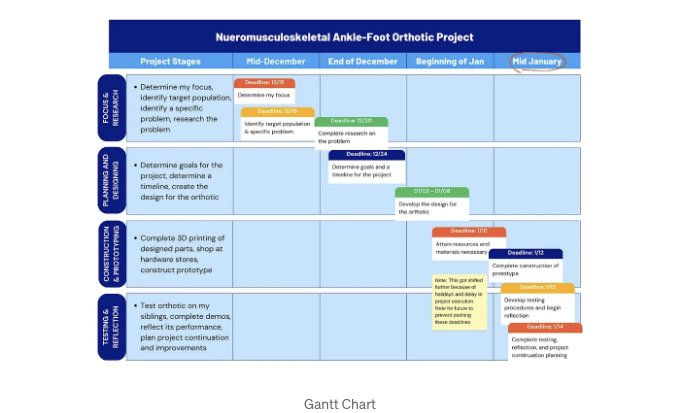 Nueromusculoskeletal Ankle-Foot Orthotic Project
Project Stages
Mid-December
End of December
Beginning of Jan
Mid January
FOCUS &
RESEARCH
• Determine my focus,
identify target population,
identify a specific
problem, research the
problem
Deadline: 12/15
Determine my focus
Deadline:
Identify target population
& specific problem
Deadline: 12/20
Complete research on
the problem
PLANNING AND
DESIGNING
• Determine goals for the
project, determine a
timeline, create the
design for the orthotic
Deadline: 12/24
Determine goals and a
timeline for the project
01/02 - 01/08
Develop the design for
the orthotic
CONSTRUCTION
& PROTOTYPING
• Complete 3D printing of
designed parts, shop at
hardware stores,
construct prototype
Deadline: 1/10
Attain resources and
materials necessary
Deadline: 1/12
Complete construction of
prototype
Note: This got shifted
further because of
holidays and delay in
project execution.
Note for future to
prevent pushing
these deadlines
TESTING &
REFLECTION
• Test orthotic on my
siblings, complete demos,
reflect its performance,
plan project continuation
and improvements
Deadline: 1/13
Develop testing
procedures and begin
reflection
Deadline: 1/14
Complete testing,
reflection, and project
continuation planning
Gantt Chart